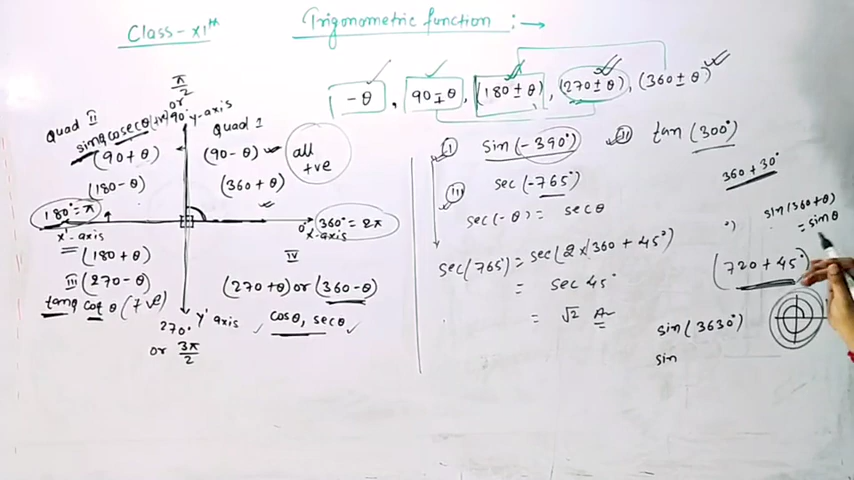 Class-XIth
Trigonometric function :→
-θ , 90∓θ , (180±θ) , (270±θ) , (360±θ)
π/2
or
90°
Y-axis
Quad II
sinθ cosecθ (+ve)
(90+θ)
(180-θ)
180°=π
x'-axis
Quad 1
(90-θ)
(360+θ)
all
+ve
0°
360°=2π
x-axis
(180+θ)
III (270-θ)
tanθ cotθ (+ve)
IV
(270+θ) or (360-θ)
cosθ, secθ
Y' axis
270°
or 3π/2
(I) sin(-390°)
(II) tan(300°)
(III) sec(-765°)
sec(-θ) = secθ
sec(765°) = sec(2×360+45°)
= sec 45°
= √2 Ans
360+30°
sin(360+θ)
= sinθ
(720+45°)
sin(3630°)
sin